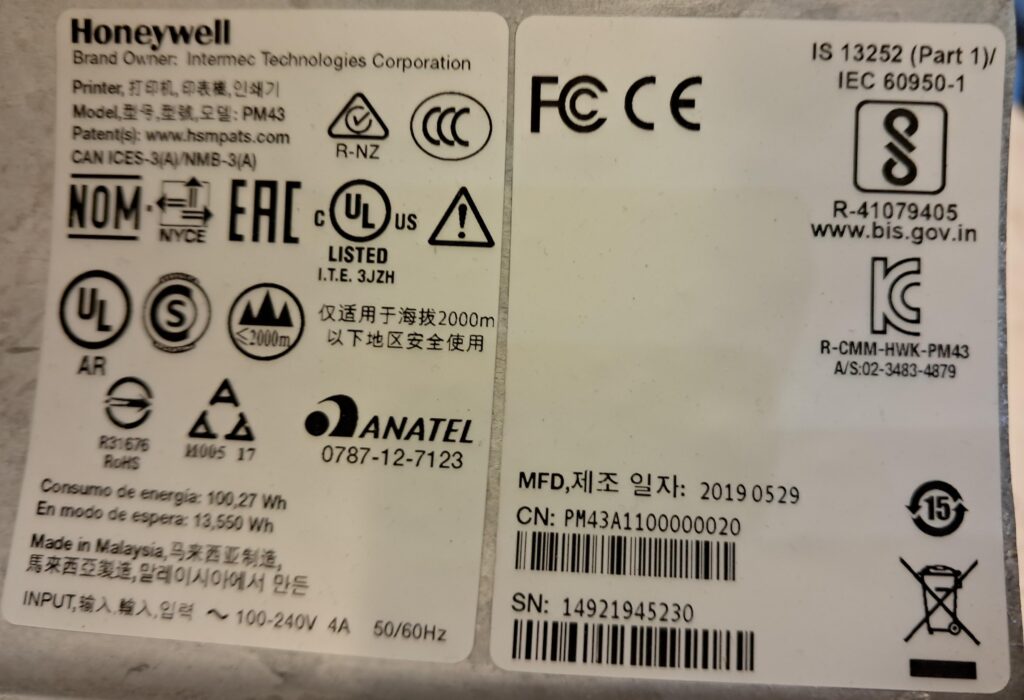 Honeywell
Brand Owner: Intermec Technologies Corporation
Printer, 打印机, 印表機, 인쇄기
Model,型号,型號,모델: PM43
Patent(s): www.hsmpats.com
CAN ICES-3(A)/NMB-3(A)
R-NZ
CCC
NOM-NYCE
EAC
C UL US
LISTED
I.T.E. 3JZH
UL
AR
S
≤2000m
仅适用于海拔2000m
以下地区安全使用
R31676
RoHS
M005 17
ANATEL
0787-12-7123
Consumo de energía: 100,27 Wh
En modo de espera: 13,550 Wh
Made in Malaysia,马来西亚制造,
馬來西亞製造,말레이시아에서 만든
INPUT,输入,輸入,입력 ~ 100-240V 4A 50/60Hz
FC CE
IS 13252 (Part 1)/
IEC 60950-1
R-41079405
www.bis.gov.in
R-CMM-HWK-PM43
A/S:02-3483-4879
MFD,제조 일자: 20190529
CN: PM43A1100000020
SN: 14921945230
15